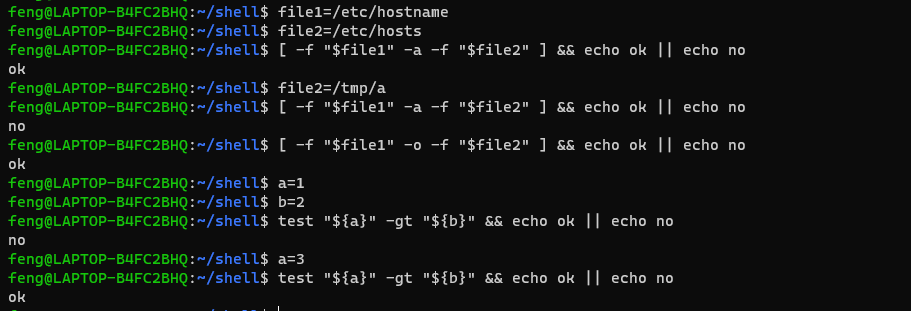 feng@LAPTOP-B4FC2BHQ:~/shell$ file1=/etc/hostname
feng@LAPTOP-B4FC2BHQ:~/shell$ file2=/etc/hosts
feng@LAPTOP-B4FC2BHQ:~/shell$ [ -f "$file1" -a -f "$file2" ] && echo ok || echo no
ok
feng@LAPTOP-B4FC2BHQ:~/shell$ file2=/tmp/a
feng@LAPTOP-B4FC2BHQ:~/shell$ [ -f "$file1" -a -f "$file2" ] && echo ok || echo no
no
feng@LAPTOP-B4FC2BHQ:~/shell$ [ -f "$file1" -o -f "$file2" ] && echo ok || echo no
ok
feng@LAPTOP-B4FC2BHQ:~/shell$ a=1
feng@LAPTOP-B4FC2BHQ:~/shell$ b=2
feng@LAPTOP-B4FC2BHQ:~/shell$ test "${a}" -gt "${b}" && echo ok || echo no
no
feng@LAPTOP-B4FC2BHQ:~/shell$ a=3
feng@LAPTOP-B4FC2BHQ:~/shell$ test "${a}" -gt "${b}" && echo ok || echo no
ok